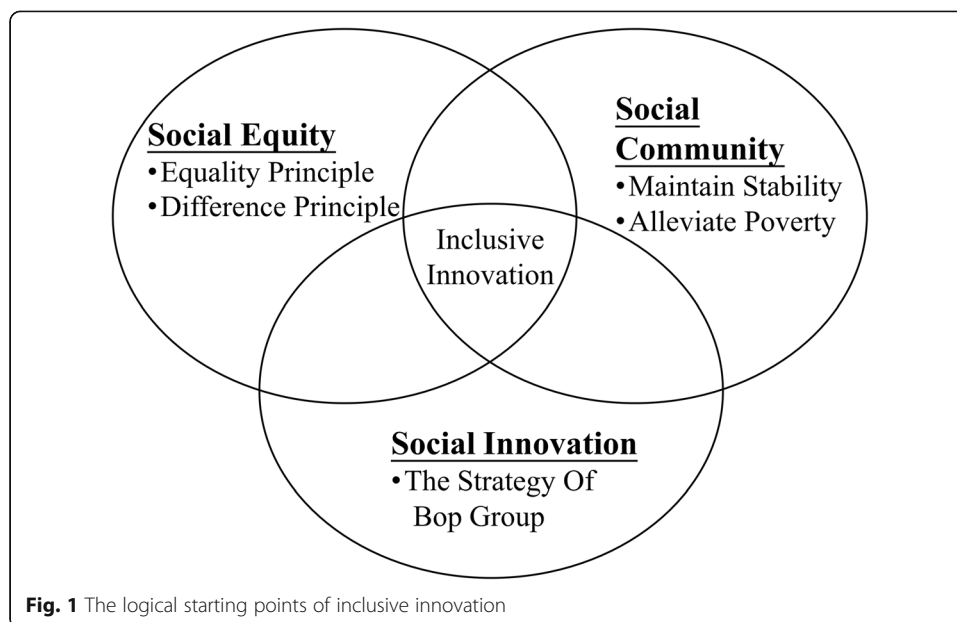 Social Equity
•Equality Principle
•Difference Principle
Social
Community
•Maintain Stability
•Alleviate Poverty
Inclusive
Innovation
Social Innovation
•The Strategy Of
Bop Group
Fig. 1 The logical starting points of inclusive innovation